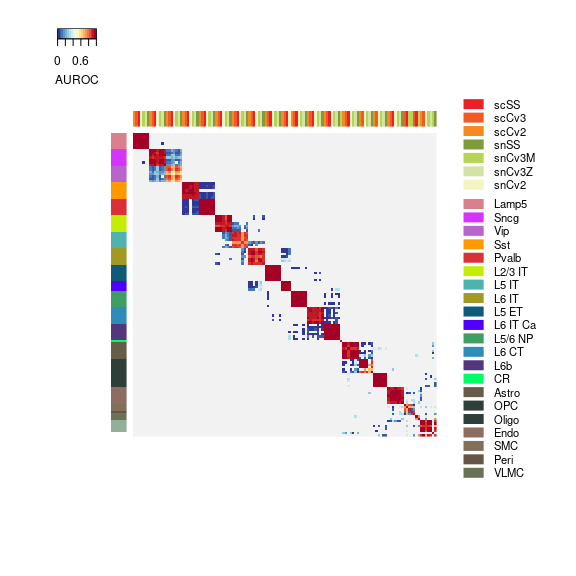 0 0.6
AUROC
scSS
scCv3
scCv2
snSS
snCv3M
snCv3Z
snCv2
Lamp5
Sncg
Vip
Sst
Pvalb
L2/3 IT
L5 IT
L6 IT
L5 ET
L6 IT Ca
L5/6 NP
L6 CT
L6b
CR
Astro
OPC
Oligo
Endo
SMC
Peri
VLMC